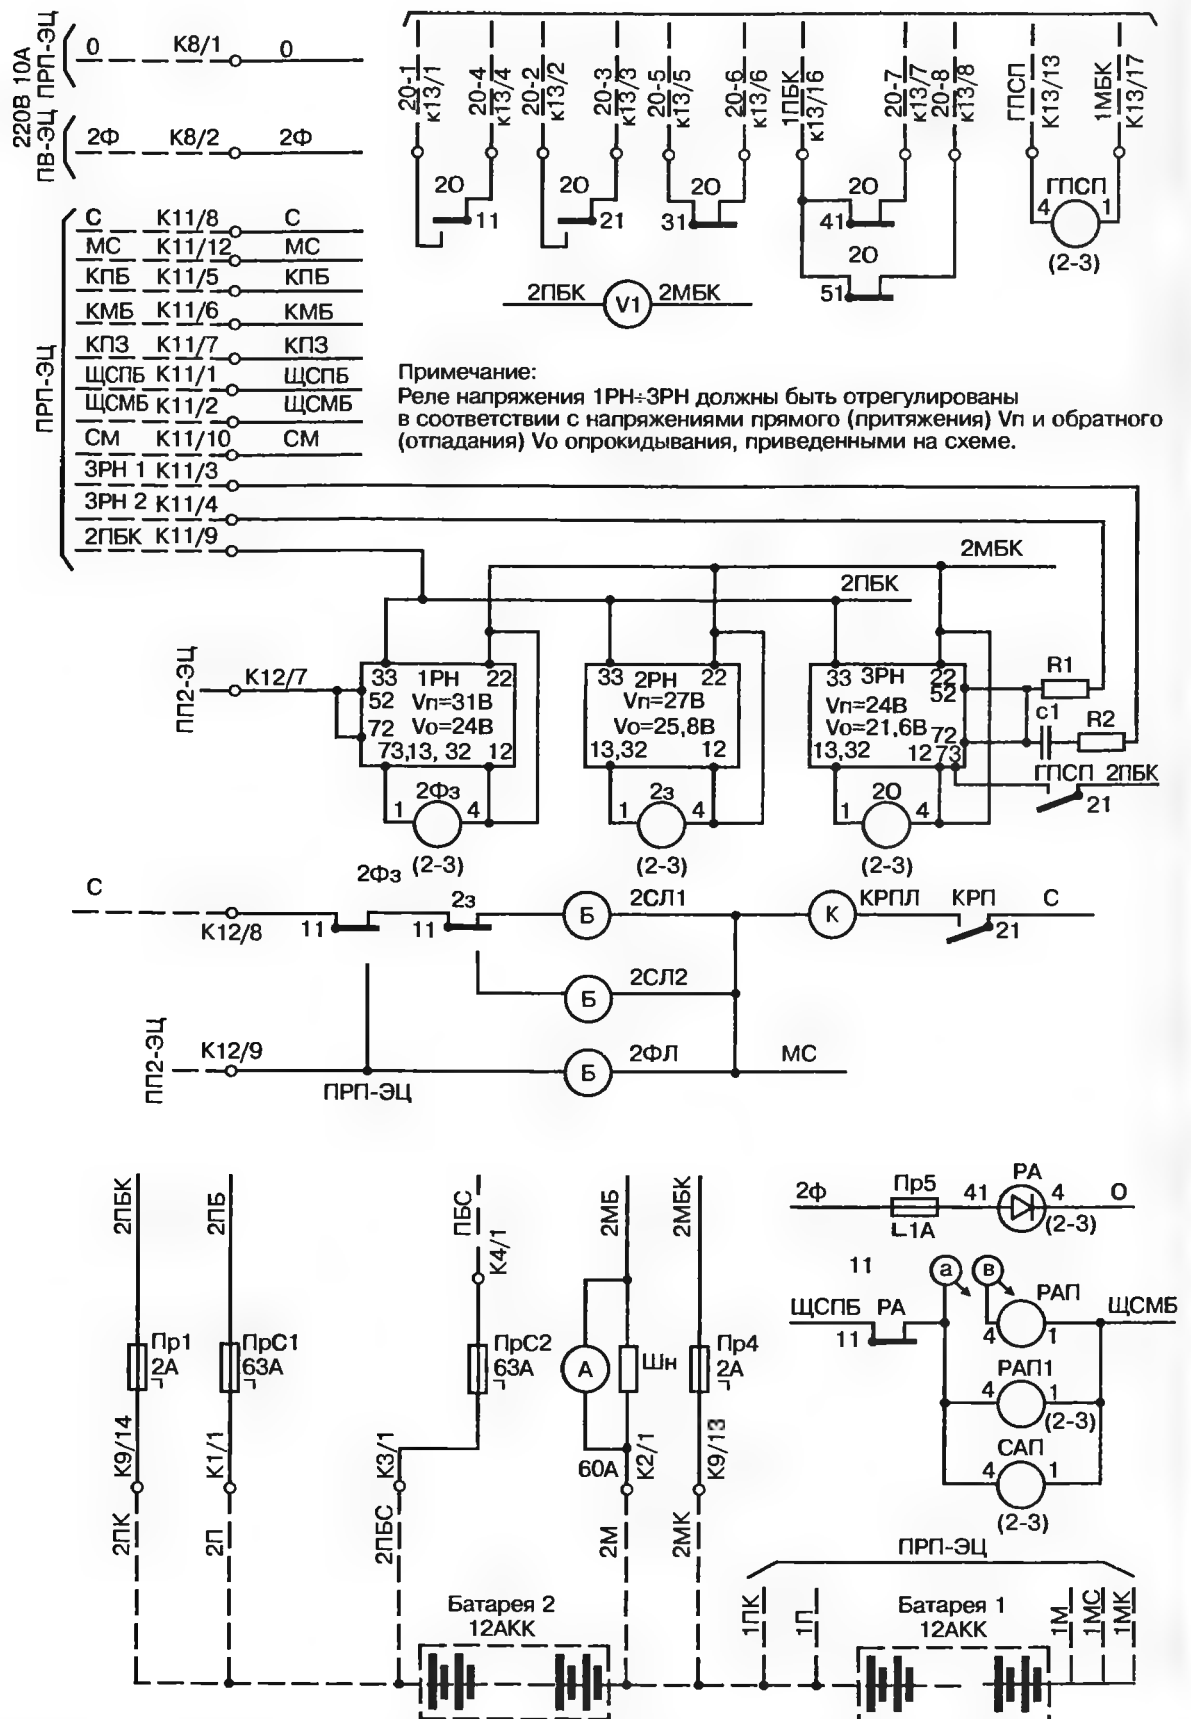 220В 10А
ПВ-ЭЦ ПРП-ЭЦ
0 К8/1 0
2Ф К8/2 2Ф
20-1 к13/1
20-4 к13/4
20-2 к13/2
20-3 к13/3
20-5 к13/5
20-6 к13/6
1ПБК к13/16
20-7 к13/7
20-8 к13/8
ГПСП К13/13
1МБК К13/17
2О 11
2О 21
2О 31
2О 41
2О 51
ГПСП
4 1
(2-3)
2ПБК V1 2МБК
ПРП-ЭЦ
С К11/8 С
МС К11/12 МС
КПБ К11/5 КПБ
КМБ К11/6 КМБ
КПЗ К11/7 КПЗ
ЩСПБ К11/1 ЩСПБ
ЩСМБ К11/2 ЩСМБ
СМ К11/10 СМ
3РН 1 К11/3
3РН 2 К11/4
2ПБК К11/9
Примечание:
Реле напряжения 1РН÷3РН должны быть отрегулированы
в соответствии с напряжениями прямого (притяжения) Vп и обратного
(отпадания) Vо опрокидывания, приведенными на схеме.
2МБК
2ПБК
ПП2-ЭЦ
К12/7
33 1РН 22
52 Vп=31В
72 Vо=24В
73,13, 32 12
33 2РН 22
Vп=27В
Vо=25,8В
13,32 12
33 3РН 22
52
Vп=24В
Vо=21,6В 72
13,32 12 73
R1
с1 R2
ГПСП 2ПБК
21
2Фз
1 4
(2-3)
2з
1 4
(2-3)
2О
1 4
(2-3)
С
К12/8
2Фз
11
2з
11
Б 2СЛ1
К КРПЛ КРП С
21
Б 2СЛ2
ПП2-ЭЦ
К12/9
Б 2ФЛ МС
ПРП-ЭЦ
2ПБК
Пр1
2А
К9/14
2ПК
2ПБ
ПрС1
63А
К1/1
2П
ПБС
К4/1
ПрС2
63А
К3/1
2ПБС
2МБ
А Шн
60А
К2/1
2М
2МБК
Пр4
2А
К9/13
2МК
2ф Пр5 41 РА 4 О
1А (2-3)
11 а в
ЩСПБ РА РАП ЩСМБ
11 4 1
РАП1
4 1
(2-3)
САП
4 1
(2-3)
ПРП-ЭЦ
1ПК
1П
1М
1МС
1МК
Батарея 2
12АКК
Батарея 1
12АКК